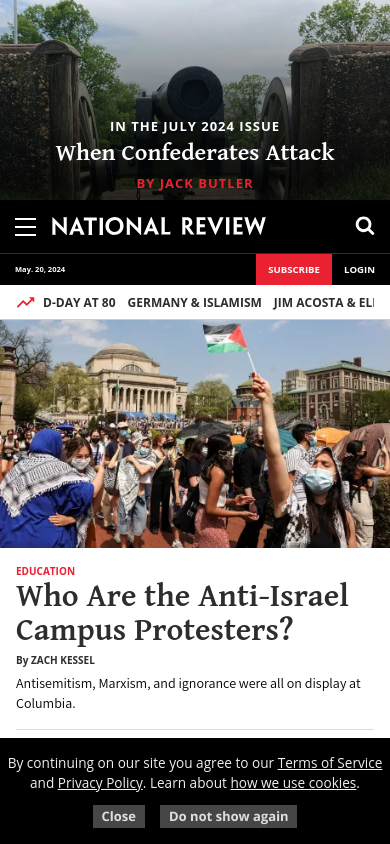 IN THE JULY 2024 ISSUE
When Confederates Attack
BY JACK BUTLER
NATIONAL REVIEW
May. 20, 2024
SUBSCRIBE
LOGIN
D-DAY AT 80 GERMANY & ISLAMISM JIM ACOSTA & ELI
EDUCATION
Who Are the Anti-Israel
Campus Protesters?
By ZACH KESSEL
Antisemitism, Marxism, and ignorance were all on display at
Columbia.
By continuing on our site you agree to our Terms of Service
and Privacy Policy. Learn about how we use cookies.
Close
Do not show again